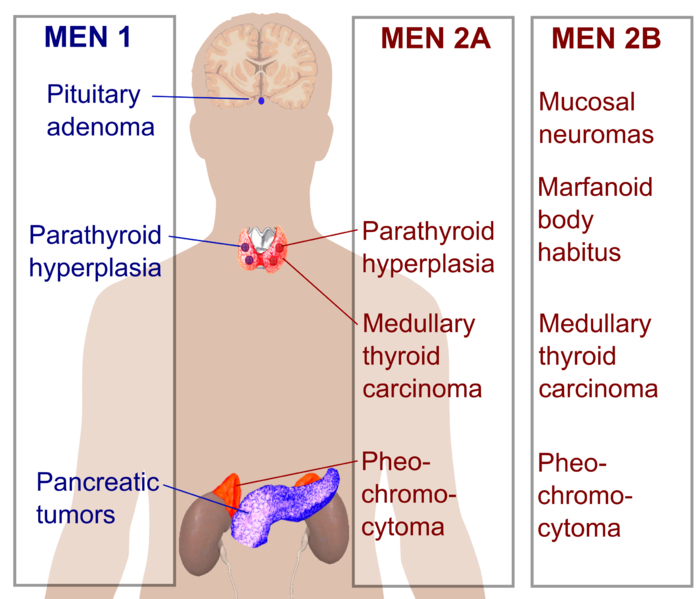 MEN 1
Pituitary
adenoma
Parathyroid
hyperplasia
Pancreatic
tumors
MEN 2A
Parathyroid
hyperplasia
Medullary
thyroid
carcinoma
Pheo-
chromo-
cytoma
MEN 2B
Mucosal
neuromas
Marfanoid
body
habitus
Medullary
thyroid
carcinoma
Pheo-
chromo-
cytoma